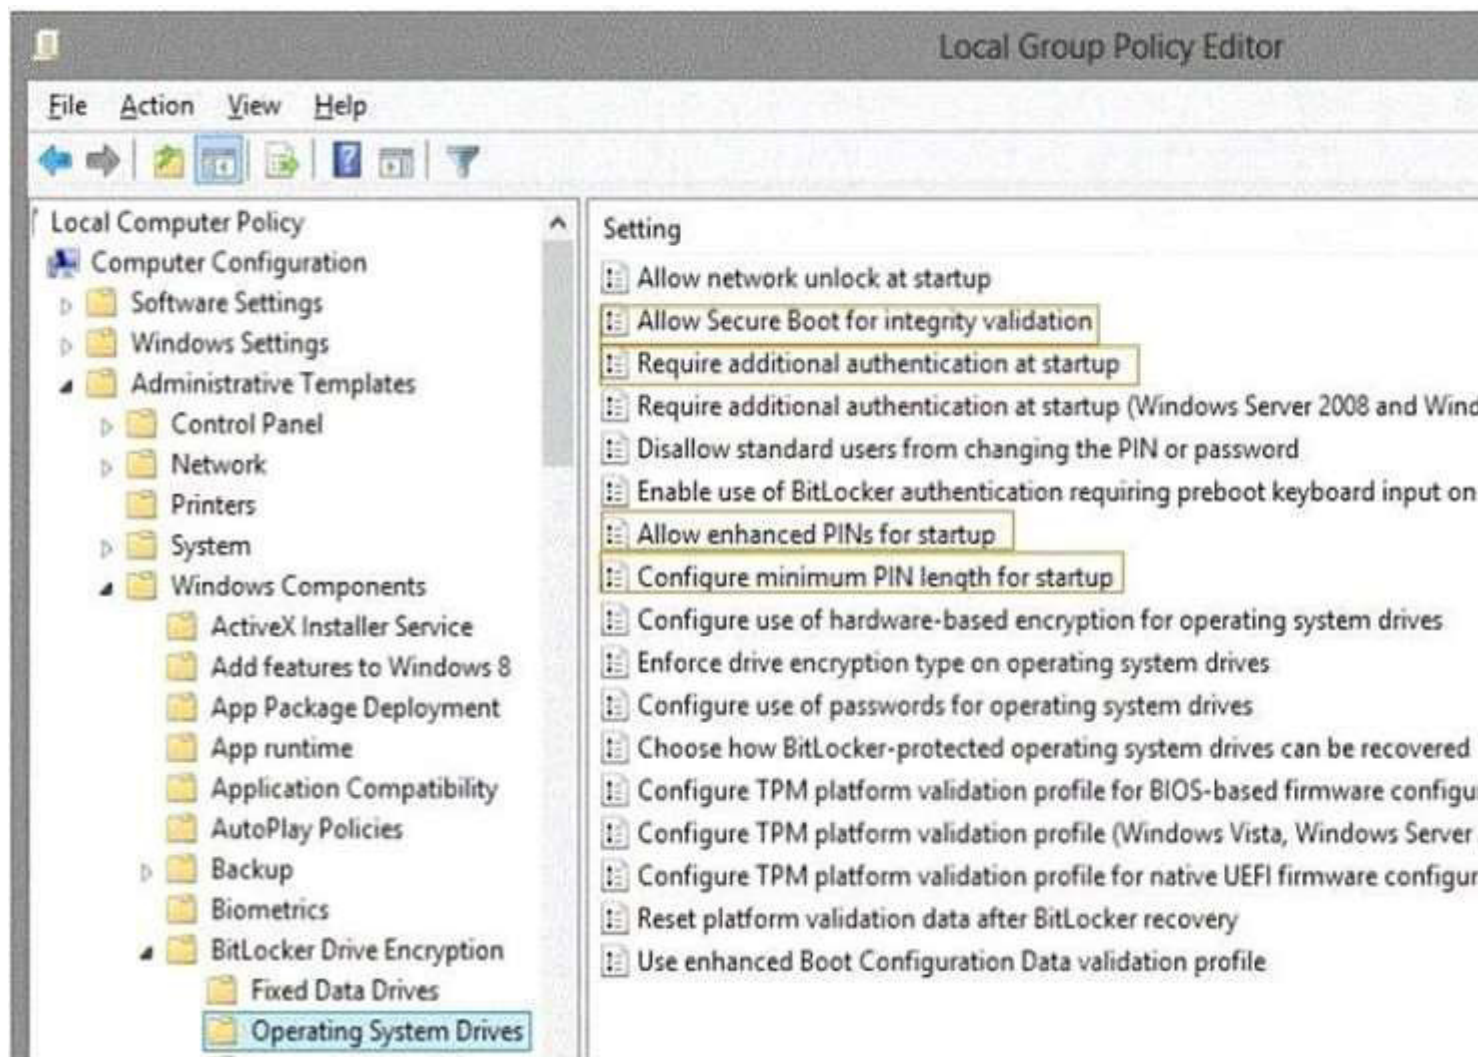 Local Group Policy Editor
File Action View Help
Local Computer Policy
Computer Configuration
Software Settings
Windows Settings
Administrative Templates
Control Panel
Network
Printers
System
Windows Components
ActiveX Installer Service
Add features to Windows 8
App Package Deployment
App runtime
Application Compatibility
AutoPlay Policies
Backup
Biometrics
BitLocker Drive Encryption
Fixed Data Drives
Operating System Drives
Setting
Allow network unlock at startup
Allow Secure Boot for integrity validation
Require additional authentication at startup
Require additional authentication at startup (Windows Server 2008 and Wind
Disallow standard users from changing the PIN or password
Enable use of BitLocker authentication requiring preboot keyboard input on
Allow enhanced PINs for startup
Configure minimum PIN length for startup
Configure use of hardware-based encryption for operating system drives
Enforce drive encryption type on operating system drives
Configure use of passwords for operating system drives
Choose how BitLocker-protected operating system drives can be recovered
Configure TPM platform validation profile for BIOS-based firmware configu
Configure TPM platform validation profile (Windows Vista, Windows Server
Configure TPM platform validation profile for native UEFI firmware configur
Reset platform validation data after BitLocker recovery
Use enhanced Boot Configuration Data validation profile